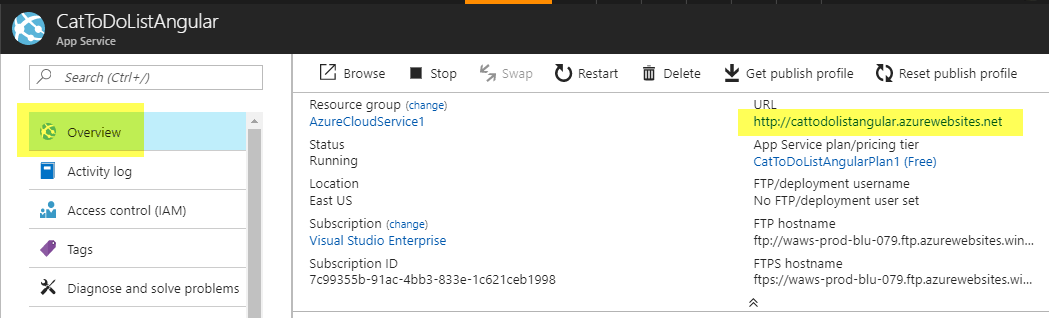 CatToDoListAngular
App Service
Search (Ctrl+/)
Overview
Activity log
Access control (IAM)
Tags
Diagnose and solve problems
Browse Stop Swap Restart Delete Get publish profile Reset publish profile
Resource group (change)
AzureCloudService1
Status
Running
Location
East US
Subscription (change)
Visual Studio Enterprise
Subscription ID
7c99355b-91ac-4bb3-833e-1c621ceb1998
URL
http://cattodolistangular.azurewebsites.net
App Service plan/pricing tier
CatToDoListAngularPlan1 (Free)
FTP/deployment username
No FTP/deployment user set
FTP hostname
ftp://waws-prod-blu-079.ftp.azurewebsites.win...
FTPS hostname
ftps://waws-prod-blu-079.ftp.azurewebsites.wi...